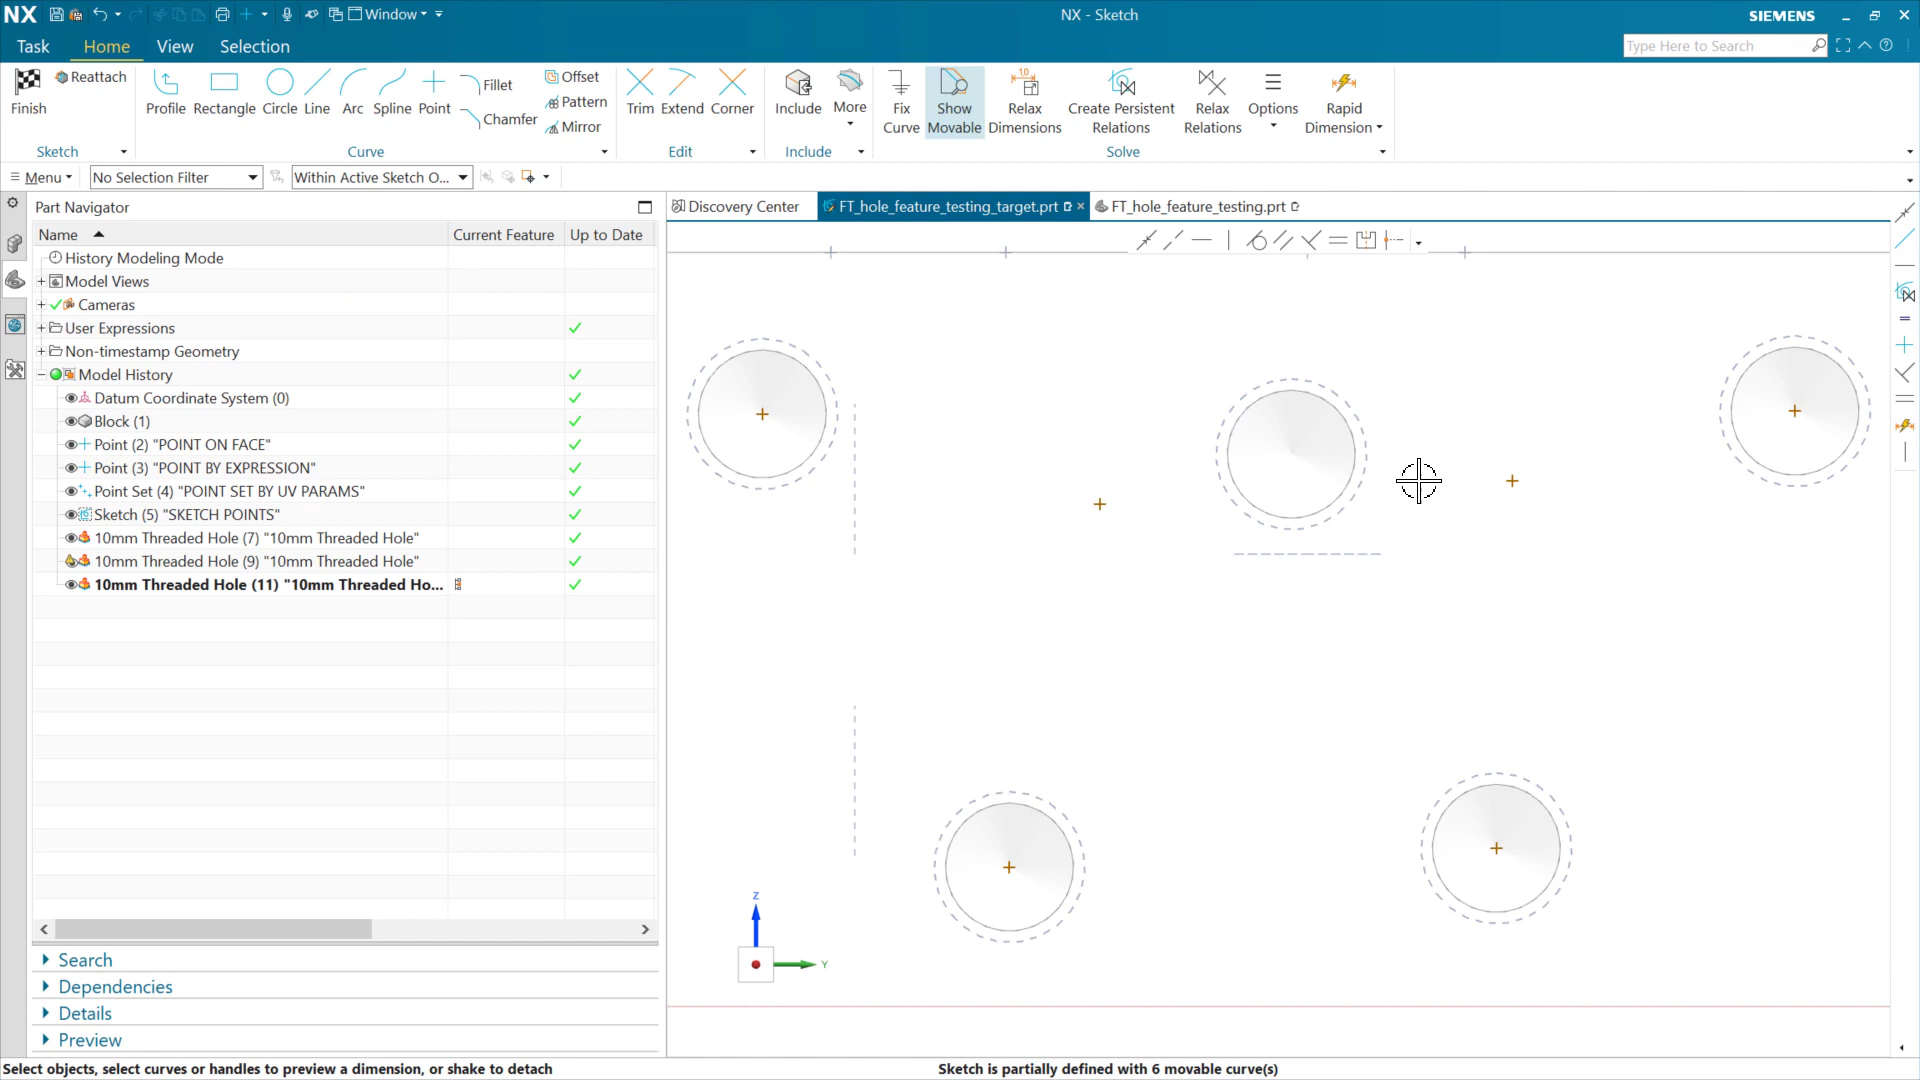 NX
Window
NX - Sketch
SIEMENS
Task
Home
View
Selection
Type Here to Search
Finish
Reattach
Profile
Rectangle
Circle
Line
Arc
Spline
Point
Fillet
Chamfer
Offset
Pattern
Mirror
Trim
Extend
Corner
Include
More
Fix
Curve
Show
Movable
Relax
Dimensions
Create Persistent
Relations
Relax
Relations
Options
Rapid
Dimension
Sketch
Curve
Edit
Include
Solve
Menu
No Selection Filter
Within Active Sketch O...
Part Navigator
Discovery Center
FT_hole_feature_testing_target.prt
FT_hole_feature_testing.prt
Name
Current Feature
Up to Date
History Modeling Mode
Model Views
Cameras
User Expressions
Non-timestamp Geometry
Model History
Datum Coordinate System (0)
Block (1)
Point (2) "POINT ON FACE"
Point (3) "POINT BY EXPRESSION"
Point Set (4) "POINT SET BY UV PARAMS"
Sketch (5) "SKETCH POINTS"
10mm Threaded Hole (7) "10mm Threaded Hole"
10mm Threaded Hole (9) "10mm Threaded Hole"
10mm Threaded Hole (11) "10mm Threaded Ho...
Z
Y
Search
Dependencies
Details
Preview
Select objects, select curves or handles to preview a dimension, or shake to detach
Sketch is partially defined with 6 movable curve(s)